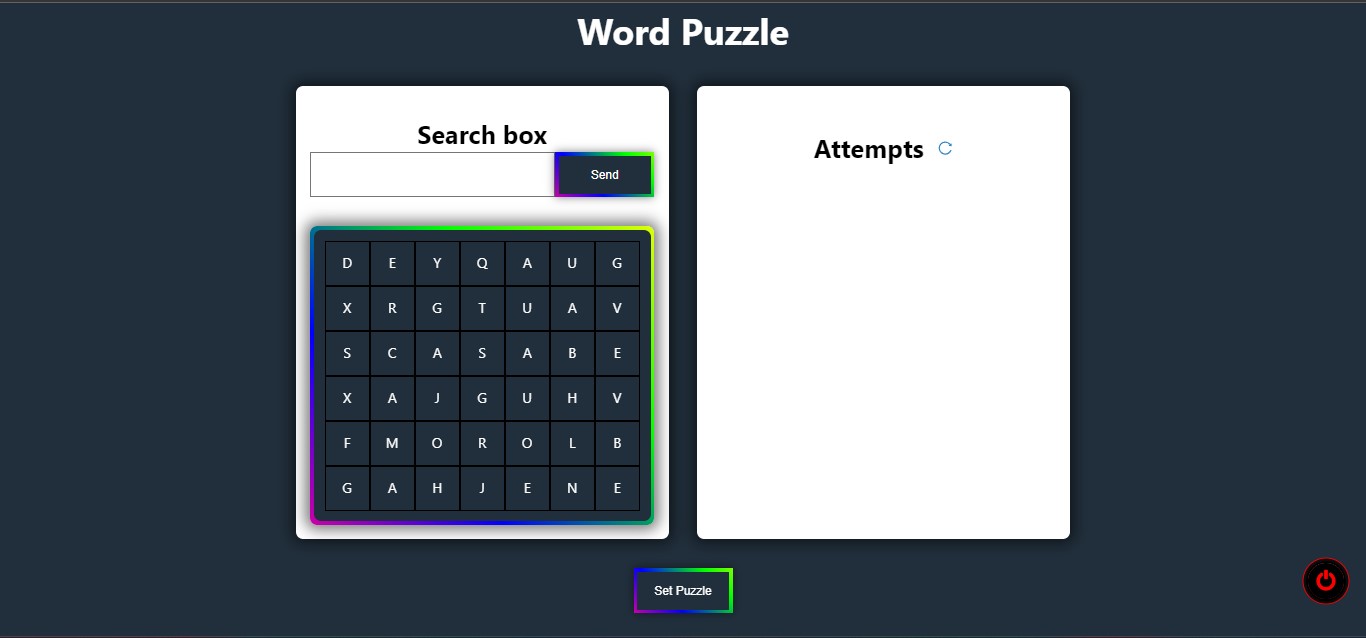 Word Puzzle
Search box
Send
D E Y Q A U G
X R G T U A V
S C A S A B E
X A J G U H V
F M O R O L B
G A H J E N E
Attempts
Set Puzzle